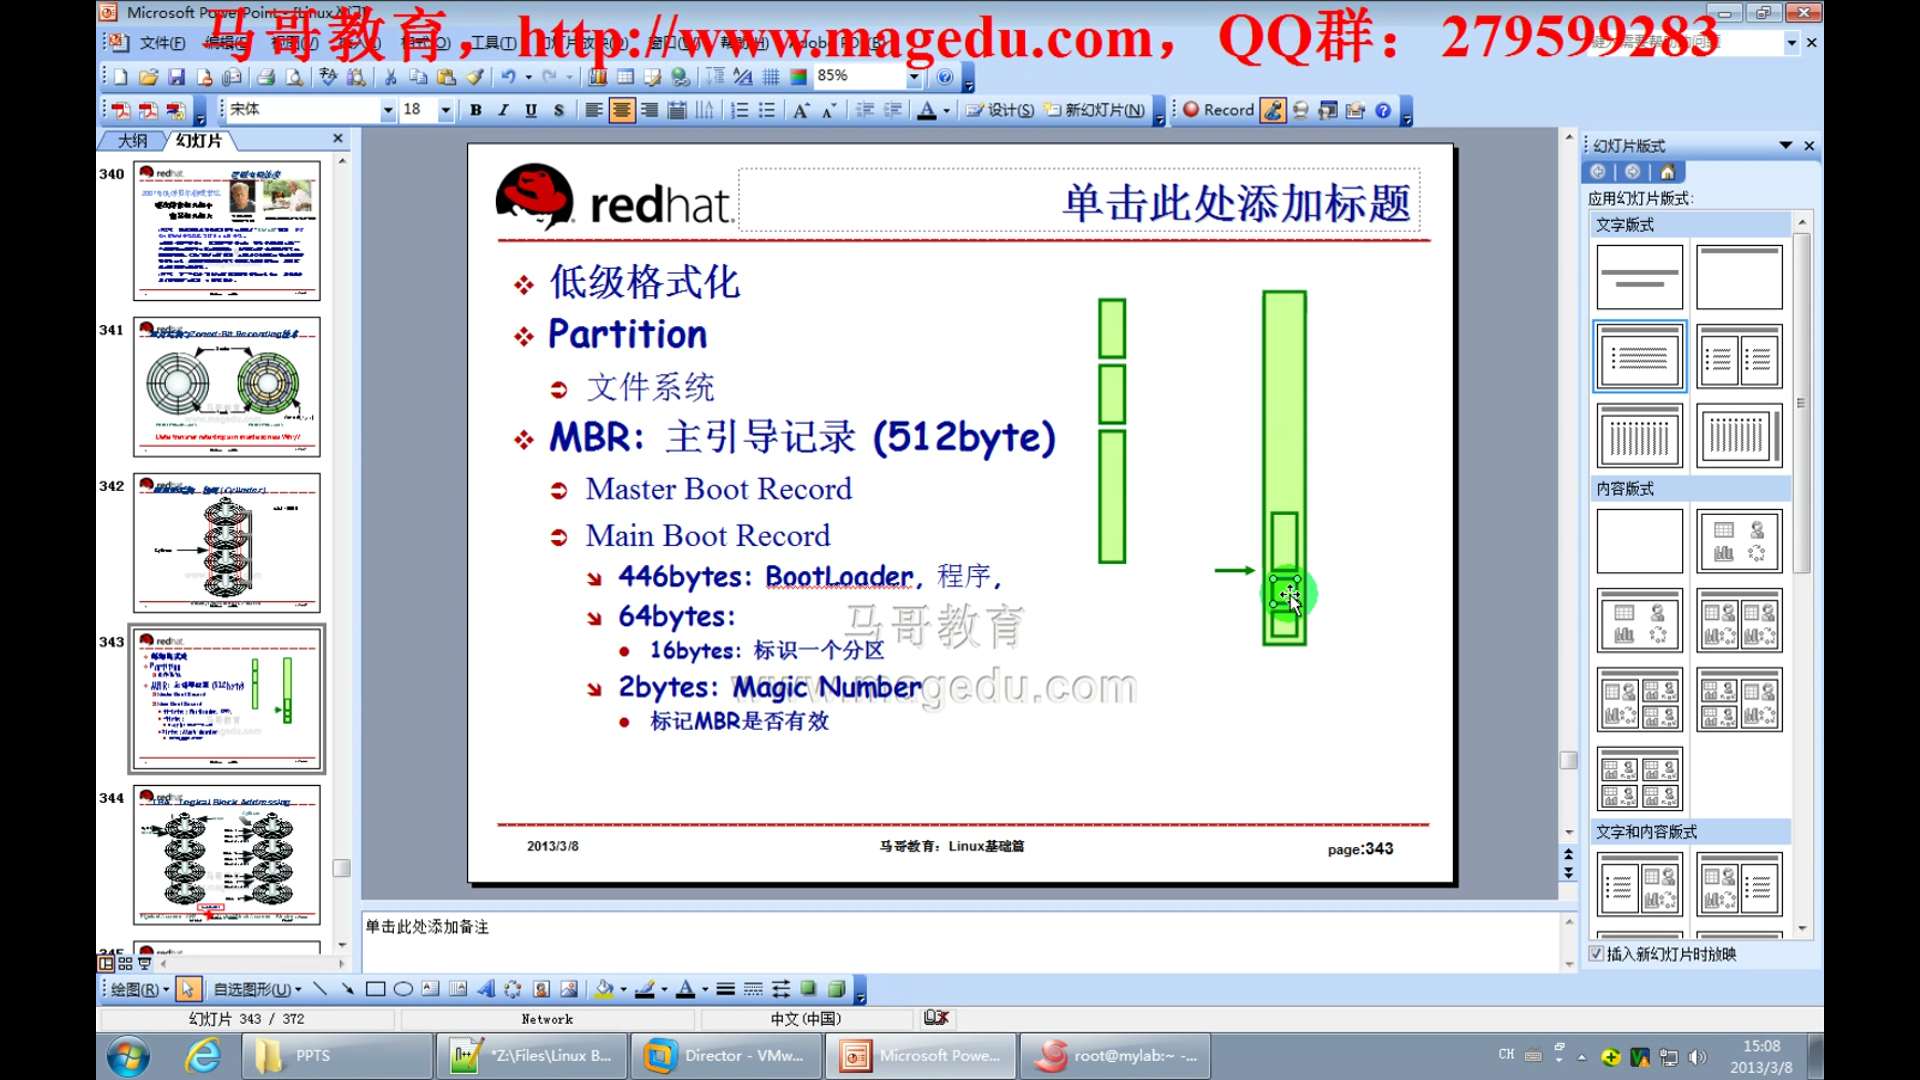 Microsoft PowerPoint - [Linux入门]
马哥教育，http://www.magedu.com，QQ群：279599283
文件(F) 编辑(E) 视图(V) 插入(I) 格式(O) 工具(T) 幻灯片放映(D) 窗口(W) 帮助(H) Adobe PDF(B)
85%
宋体 18 B I U S 设计(S) 新幻灯片(N) Record
大纲 幻灯片
340
341
342
343
344
345
redhat.
单击此处添加标题
低级格式化
Partition
文件系统
MBR: 主引导记录 (512byte)
Master Boot Record
Main Boot Record
446bytes: BootLoader, 程序,
64bytes:
16bytes: 标识一个分区
2bytes: Magic Number
标记MBR是否有效
马哥教育
www.magedu.com
2013/3/8 马哥教育：Linux基础篇 page:343
单击此处添加备注
幻灯片版式
应用幻灯片版式:
文字版式
内容版式
文字和内容版式
插入新幻灯片时放映
绘图(R) 自选图形(U)
幻灯片 343 / 372 Network 中文(中国)
PPTS *Z:\Files\Linux B... Director - VMw... Microsoft Powe... root@mylab:~ -...
CH 15:08
2013/3/8